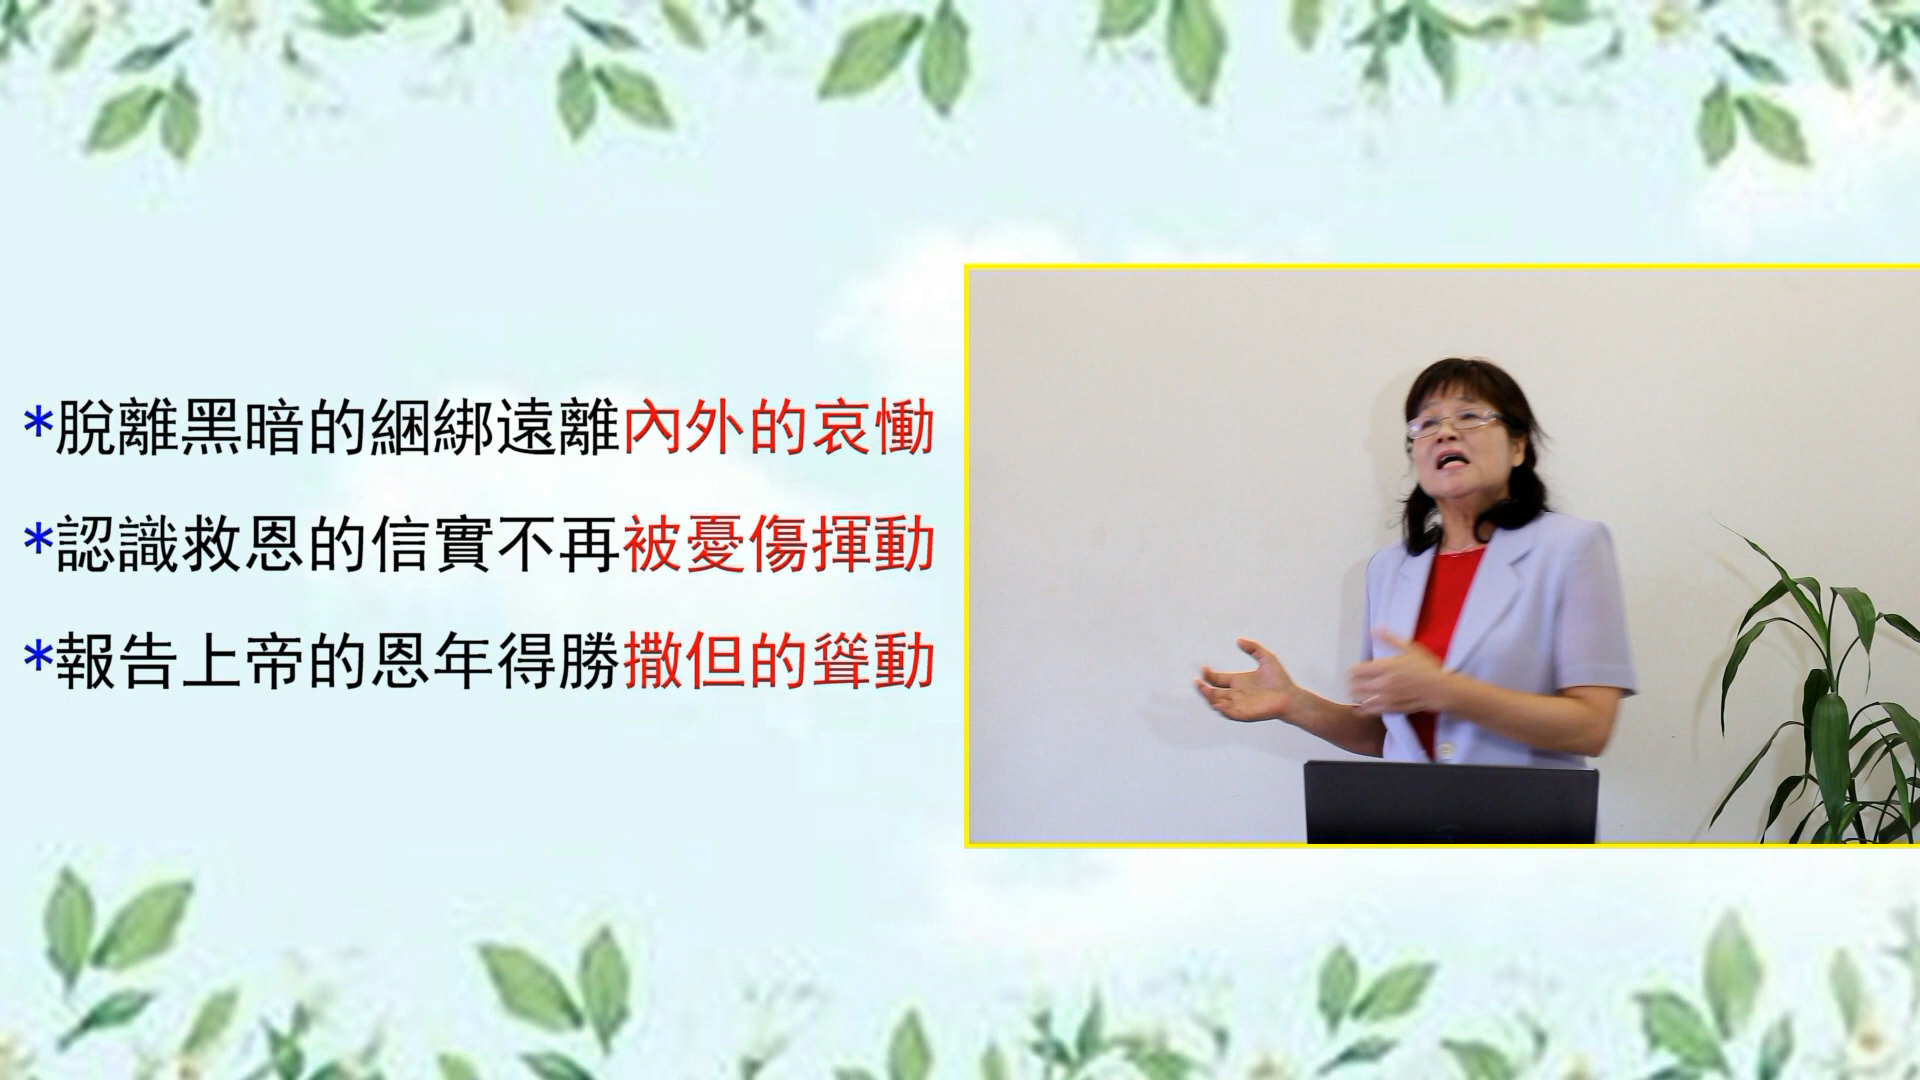 *脫離黑暗的綑綁遠離內外的哀慟
*認識救恩的信實不再被憂傷揮動
*報告上帝的恩年得勝撒但的聳動